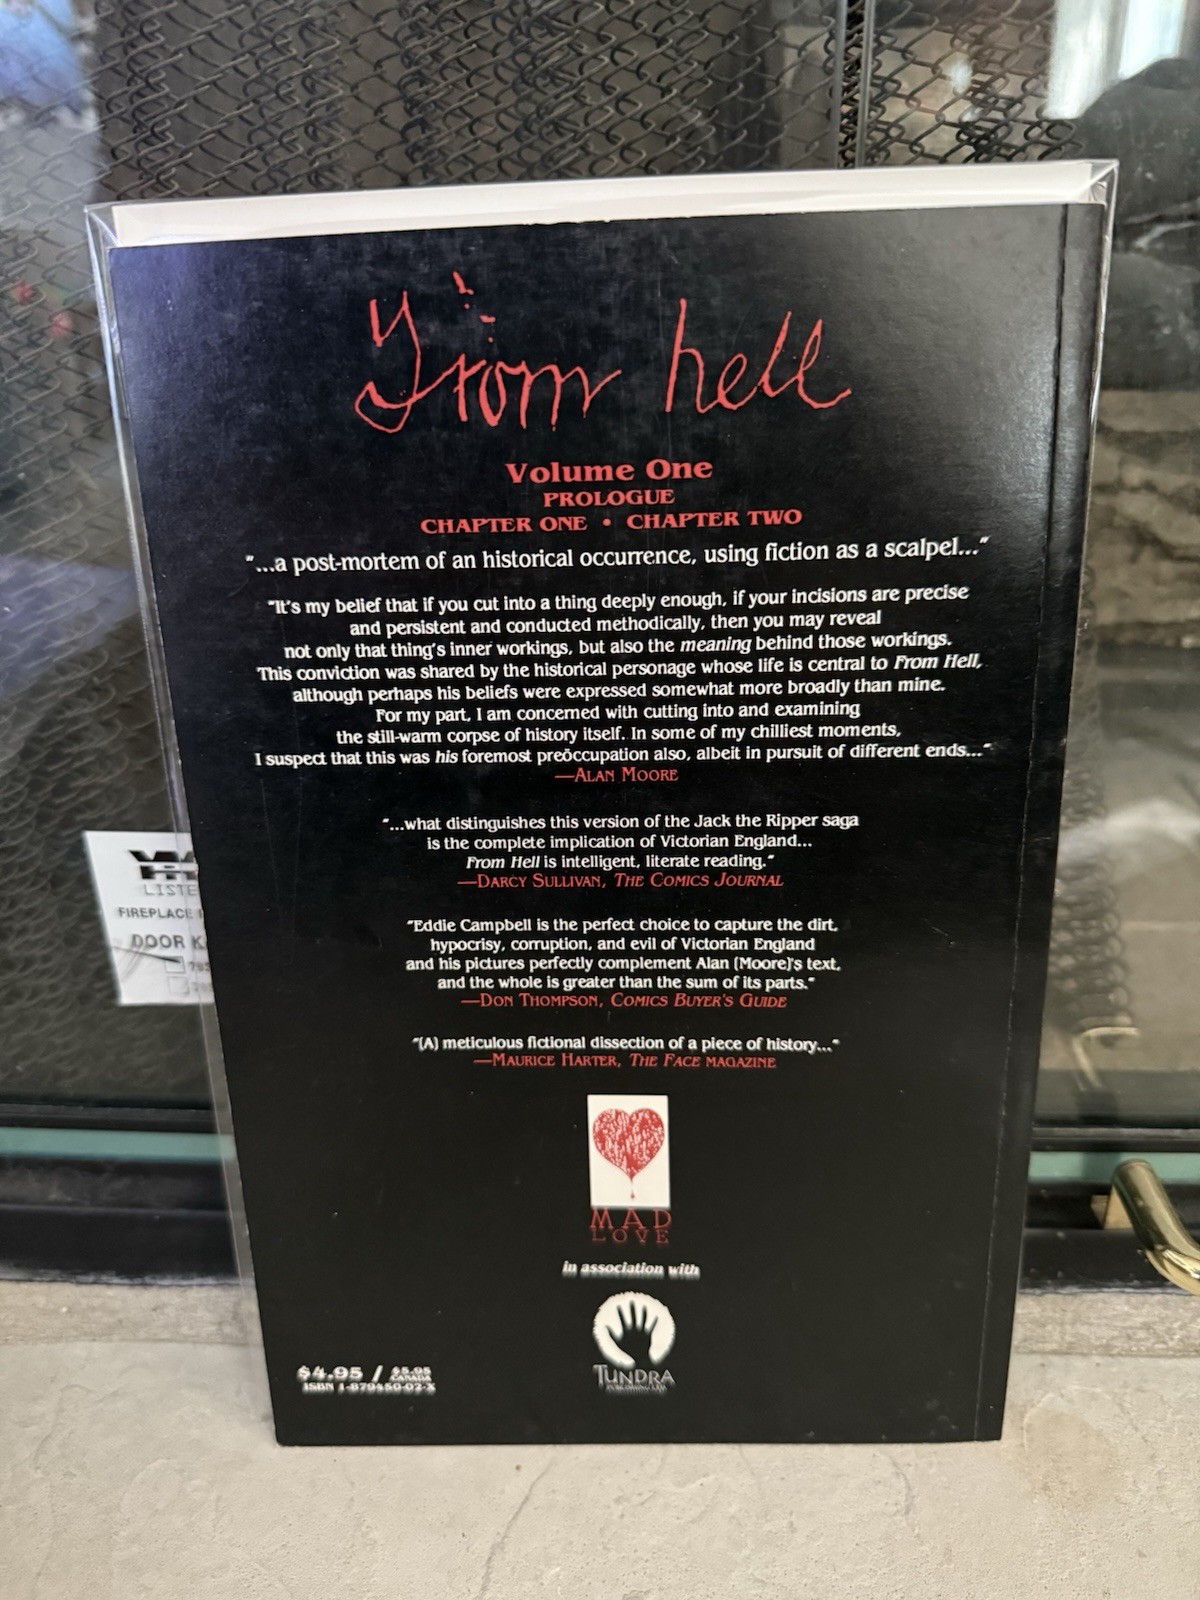 From hell
Volume One
PROLOGUE
CHAPTER ONE • CHAPTER TWO
"...a post-mortem of an historical occurrence, using fiction as a scalpel..."
"It's my belief that if you cut into a thing deeply enough, if your incisions are precise
and persistent and conducted methodically, then you may reveal
not only that thing's inner workings, but also the meaning behind those workings.
This conviction was shared by the historical personage whose life is central to From Hell,
although perhaps his beliefs were expressed somewhat more broadly than mine.
For my part, I am concerned with cutting into and examining
the still-warm corpse of history itself. In some of my chilliest moments,
I suspect that this was his foremost preöccupation also, albeit in pursuit of different ends..."
—ALAN MOORE
"...what distinguishes this version of the Jack the Ripper saga
is the complete implication of Victorian England...
From Hell is intelligent, literate reading."
—DARCY SULLIVAN, THE COMICS JOURNAL
"Eddie Campbell is the perfect choice to capture the dirt,
hypocrisy, corruption, and evil of Victorian England
and his pictures perfectly complement Alan [Moore]'s text,
and the whole is greater than the sum of its parts."
—DON THOMPSON, COMICS BUYER'S GUIDE
"[A] meticulous fictional dissection of a piece of history..."
—MAURICE HARTER, THE FACE MAGAZINE
MAD
LOVE
in association with
TUNDRA
PUBLISHING LTD.
$4.95 / $5.95
CANADA
ISBN 1-879450-02-X
LISTE
FIREPLACE
DOOR K